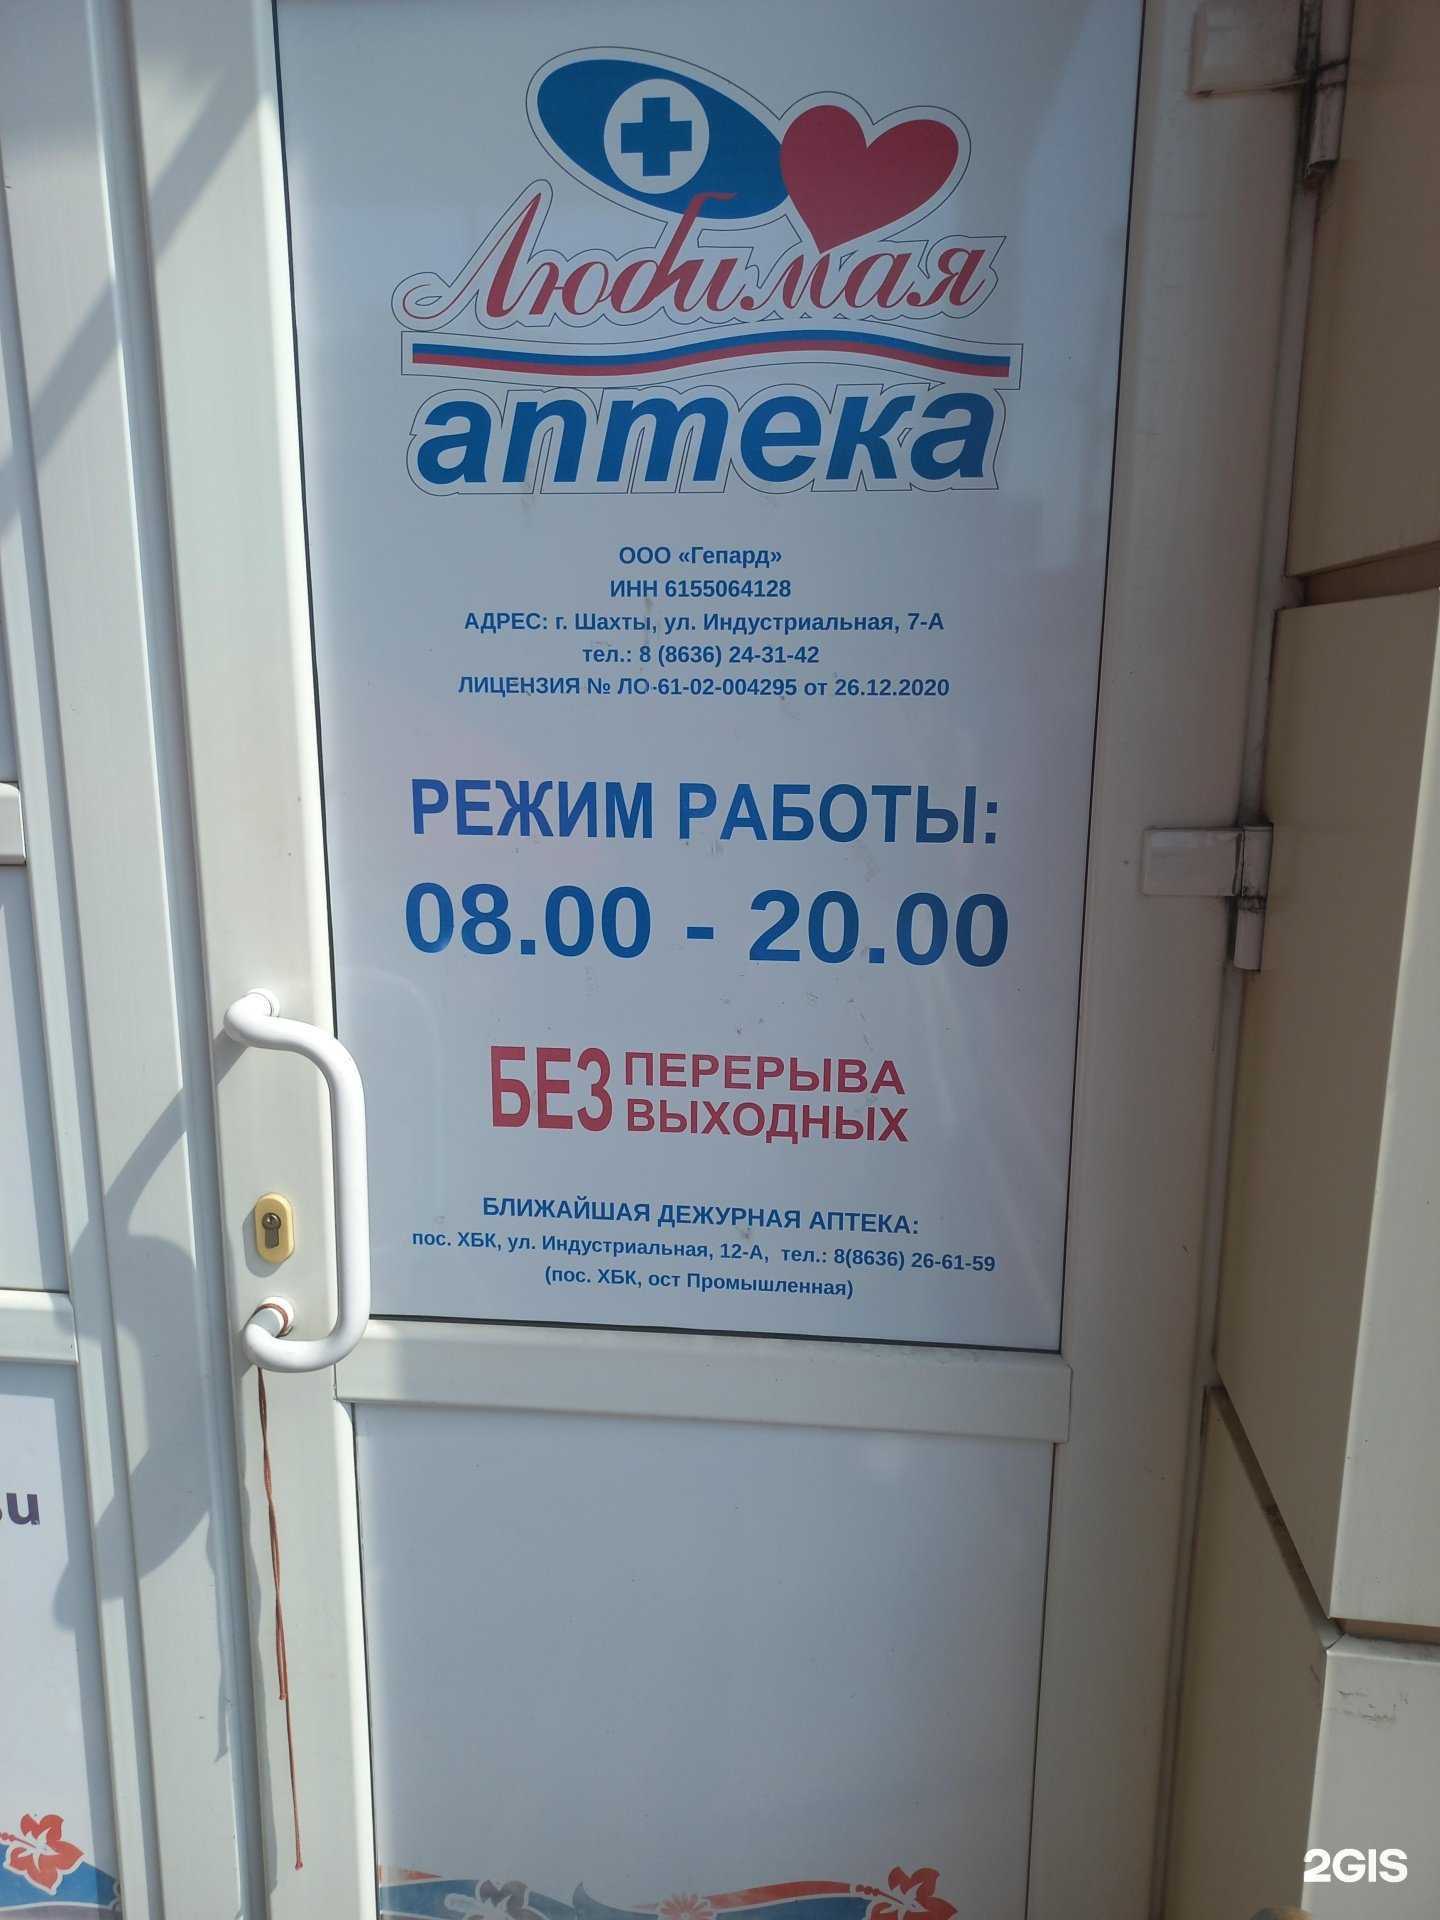 Любимая
аптека
ООО «Гепард»
ИНН 6155064128
АДРЕС: г. Шахты, ул. Индустриальная, 7-А
тел.: 8 (8636) 24-31-42
ЛИЦЕНЗИЯ № ЛО-61-02-004295 от 26.12.2020
РЕЖИМ РАБОТЫ:
08.00 - 20.00
БЕЗ ПЕРЕРЫВА
ВЫХОДНЫХ
БЛИЖАЙШАЯ ДЕЖУРНАЯ АПТЕКА:
пос. ХБК, ул. Индустриальная, 12-А, тел.: 8(8636) 26-61-59
(пос. ХБК, ост Промышленная)
2GIS